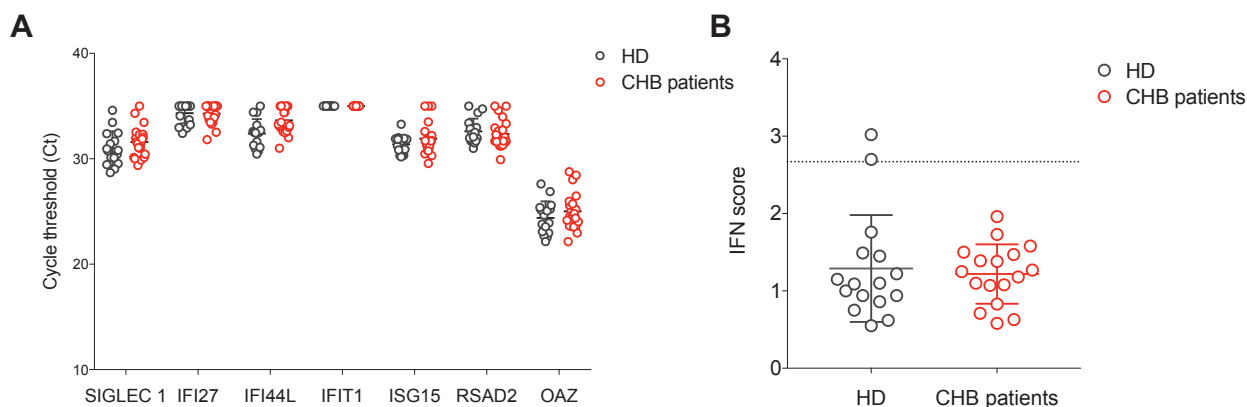 A
Cycle threshold (Ct)
40
30
20
10
SIGLEC 1 IFI27 IFI44L IFIT1 ISG15 RSAD2 OAZ
HD
CHB patients
B
IFN score
4
3
2
1
0
HD CHB patients
HD
CHB patients